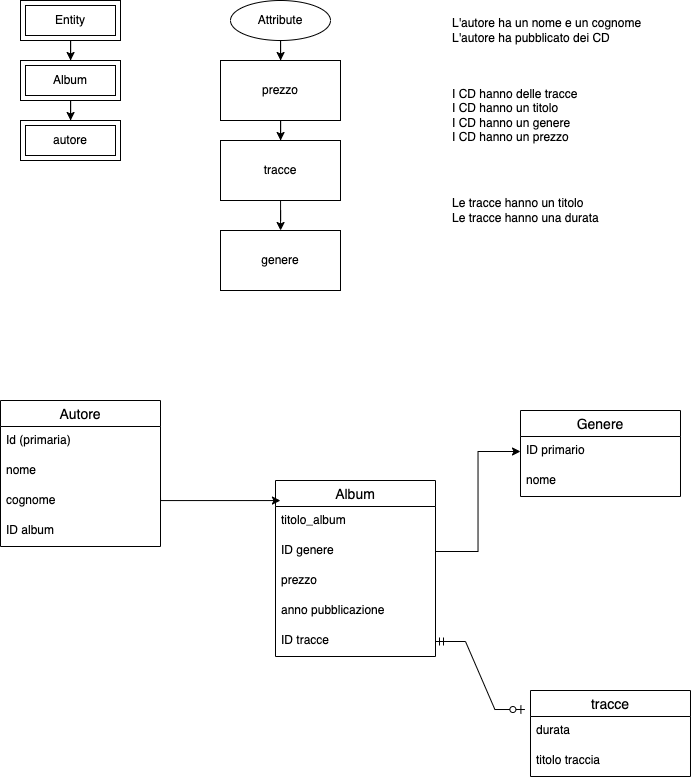 Entity
Album
autore
Attribute
prezzo
tracce
genere
L'autore ha un nome e un cognome
L'autore ha pubblicato dei CD
I CD hanno delle tracce
I CD hanno un titolo
I CD hanno un genere
I CD hanno un prezzo
Le tracce hanno un titolo
Le tracce hanno una durata
Autore
Id (primaria)
nome
cognome
ID album
Album
titolo_album
ID genere
prezzo
anno pubblicazione
ID tracce
Genere
ID primario
nome
tracce
durata
titolo traccia